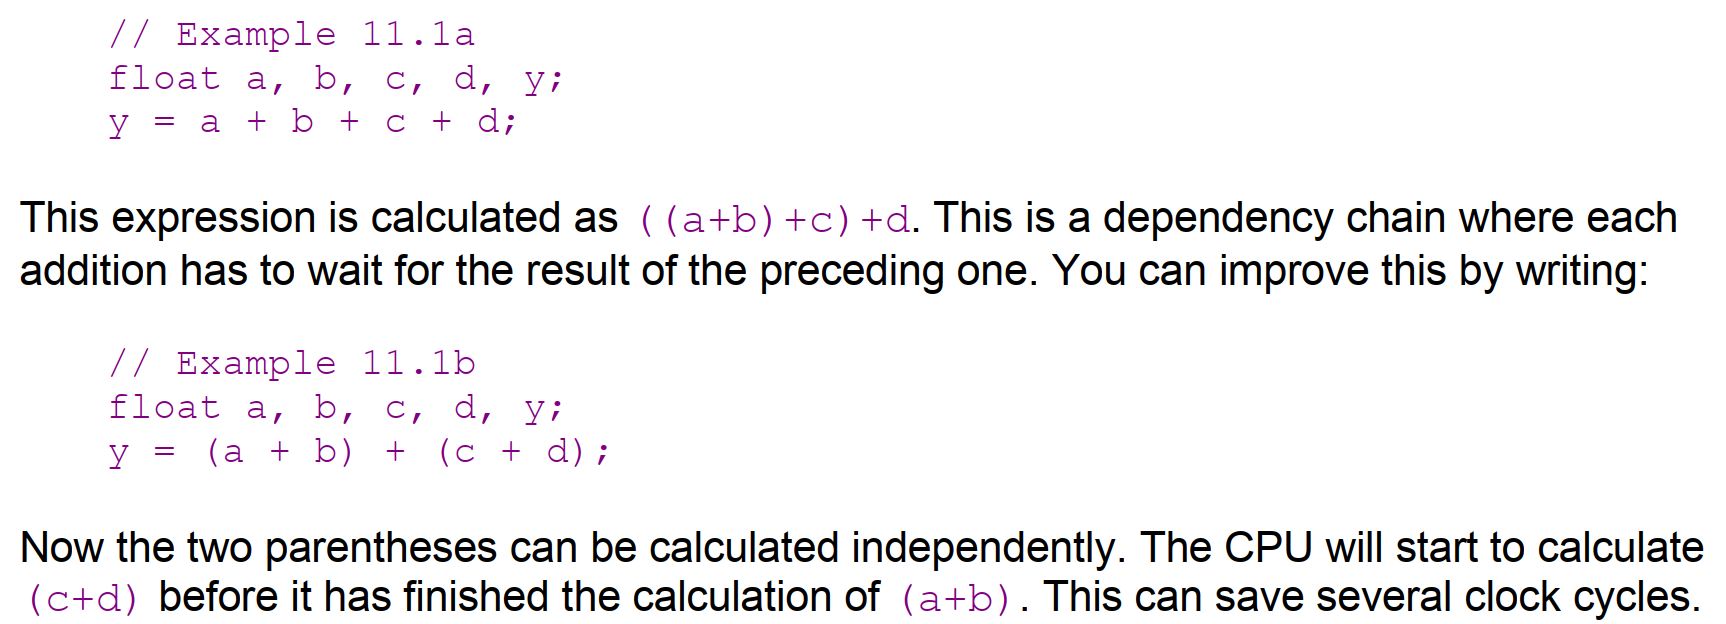 // Example 11.1a
float a, b, c, d, y;
y = a + b + c + d;
This expression is calculated as ((a+b)+c)+d. This is a dependency chain where each
addition has to wait for the result of the preceding one. You can improve this by writing:
// Example 11.1b
float a, b, c, d, y;
y = (a + b) + (c + d);
Now the two parentheses can be calculated independently. The CPU will start to calculate
(c+d) before it has finished the calculation of (a+b). This can save several clock cycles.